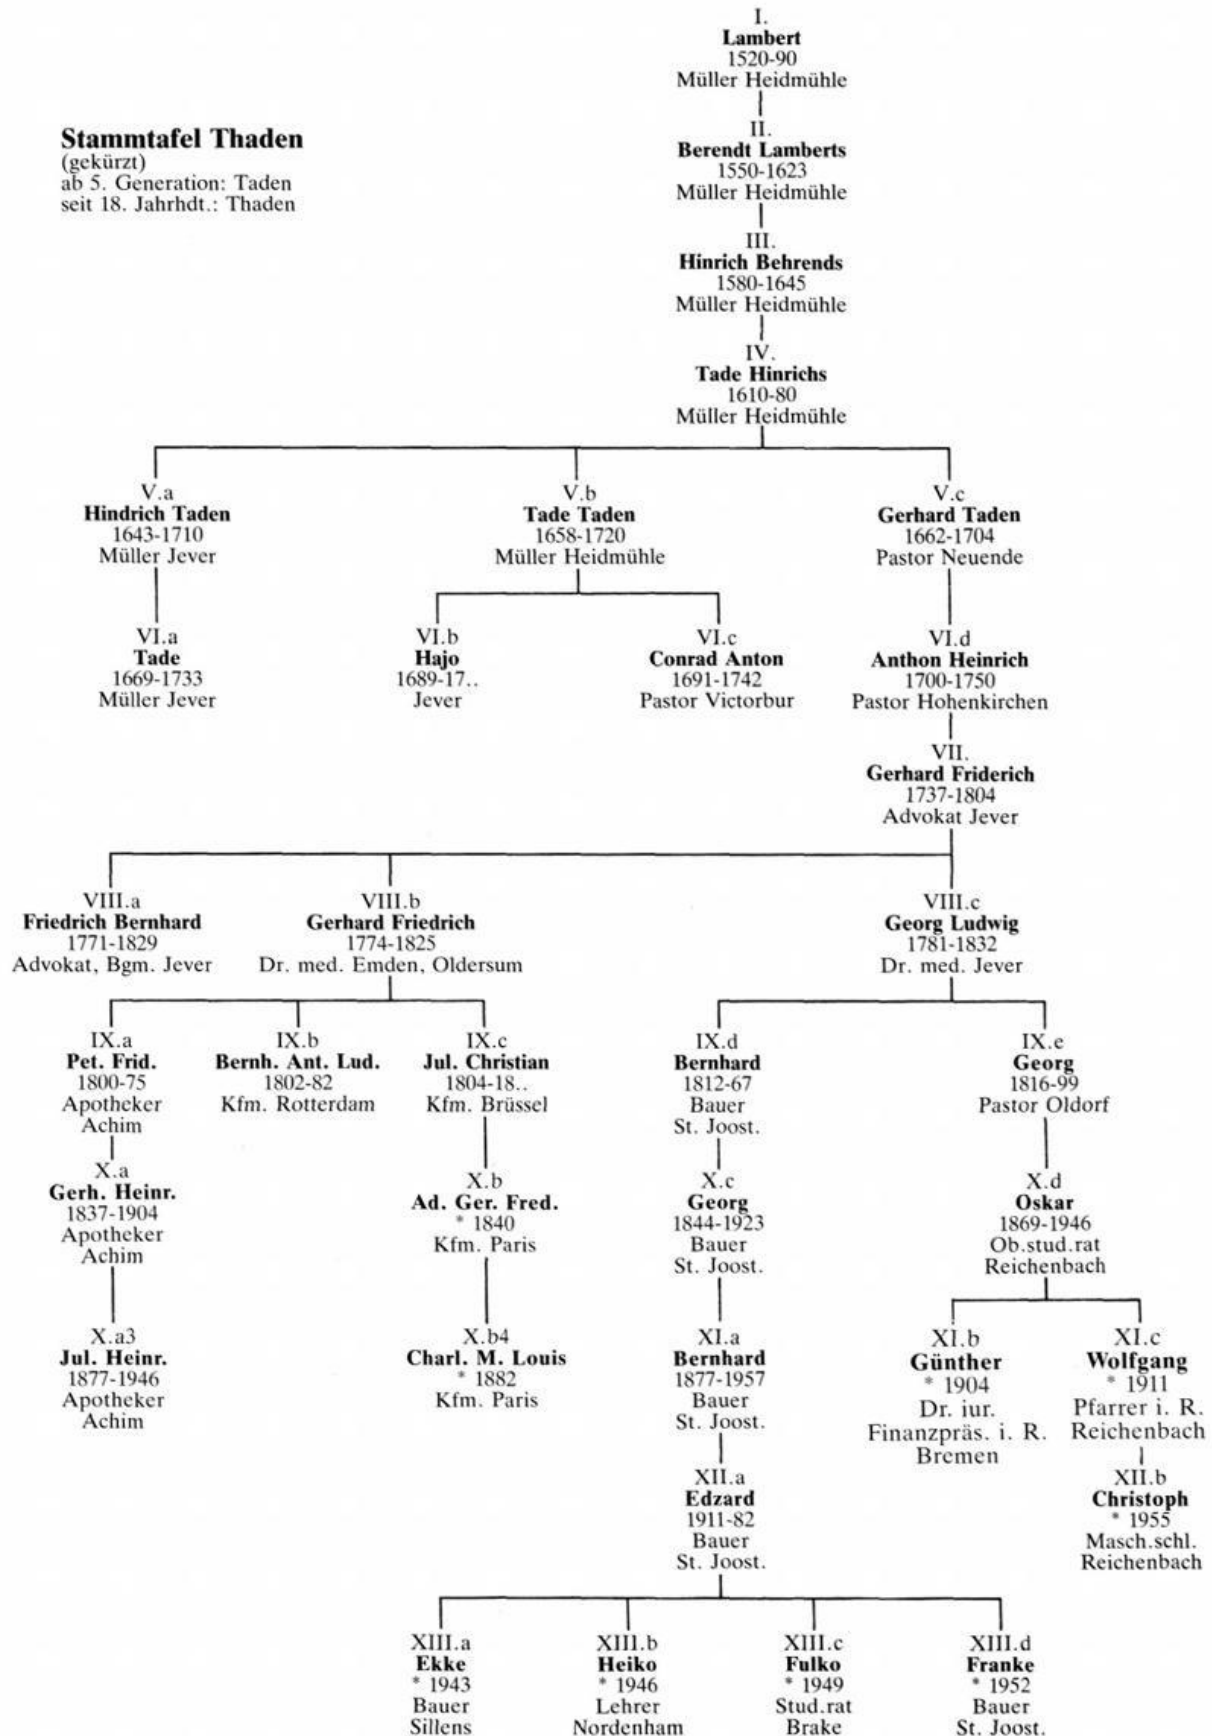 Stammtafel Thaden
(gekürzt)
ab 5. Generation: Taden
seit 18. Jahrhdt.: Thaden
I.
Lambert
1520-90
Müller Heidmühle
II.
Berendt Lamberts
1550-1623
Müller Heidmühle
III.
Hinrich Behrends
1580-1645
Müller Heidmühle
IV.
Tade Hinrichs
1610-80
Müller Heidmühle
V.a
Hindrich Taden
1643-1710
Müller Jever
V.b
Tade Taden
1658-1720
Müller Heidmühle
V.c
Gerhard Taden
1662-1704
Pastor Neuende
VI.a
Tade
1669-1733
Müller Jever
VI.b
Hajo
1689-17..
Jever
VI.c
Conrad Anton
1691-1742
Pastor Victorbur
VI.d
Anthon Heinrich
1700-1750
Pastor Hohenkirchen
VII.
Gerhard Friderich
1737-1804
Advokat Jever
VIII.a
Friedrich Bernhard
1771-1829
Advokat, Bgm. Jever
VIII.b
Gerhard Friedrich
1774-1825
Dr. med. Emden, Oldersum
VIII.c
Georg Ludwig
1781-1832
Dr. med. Jever
IX.a
Pet. Frid.
1800-75
Apotheker
Achim
IX.b
Bernh. Ant. Lud.
1802-82
Kfm. Rotterdam
IX.c
Jul. Christian
1804-18..
Kfm. Brüssel
IX.d
Bernhard
1812-67
Bauer
St. Joost.
IX.e
Georg
1816-99
Pastor Oldorf
X.a
Gerh. Heinr.
1837-1904
Apotheker
Achim
X.b
Ad. Ger. Fred.
* 1840
Kfm. Paris
X.c
Georg
1844-1923
Bauer
St. Joost.
X.d
Oskar
1869-1946
Ob.stud.rat
Reichenbach
X.a3
Jul. Heinr.
1877-1946
Apotheker
Achim
X.b4
Charl. M. Louis
* 1882
Kfm. Paris
XI.a
Bernhard
1877-1957
Bauer
St. Joost.
XI.b
Günther
* 1904
Dr. iur.
Finanzpräs. i. R.
Bremen
XI.c
Wolfgang
* 1911
Pfarrer i. R.
Reichenbach
XII.a
Edzard
1911-82
Bauer
St. Joost.
XII.b
Christoph
* 1955
Masch.schl.
Reichenbach
XIII.a
Ekke
* 1943
Bauer
Sillens
XIII.b
Heiko
* 1946
Lehrer
Nordenham
XIII.c
Fulko
* 1949
Stud.rat
Brake
XIII.d
Franke
* 1952
Bauer
St. Joost.